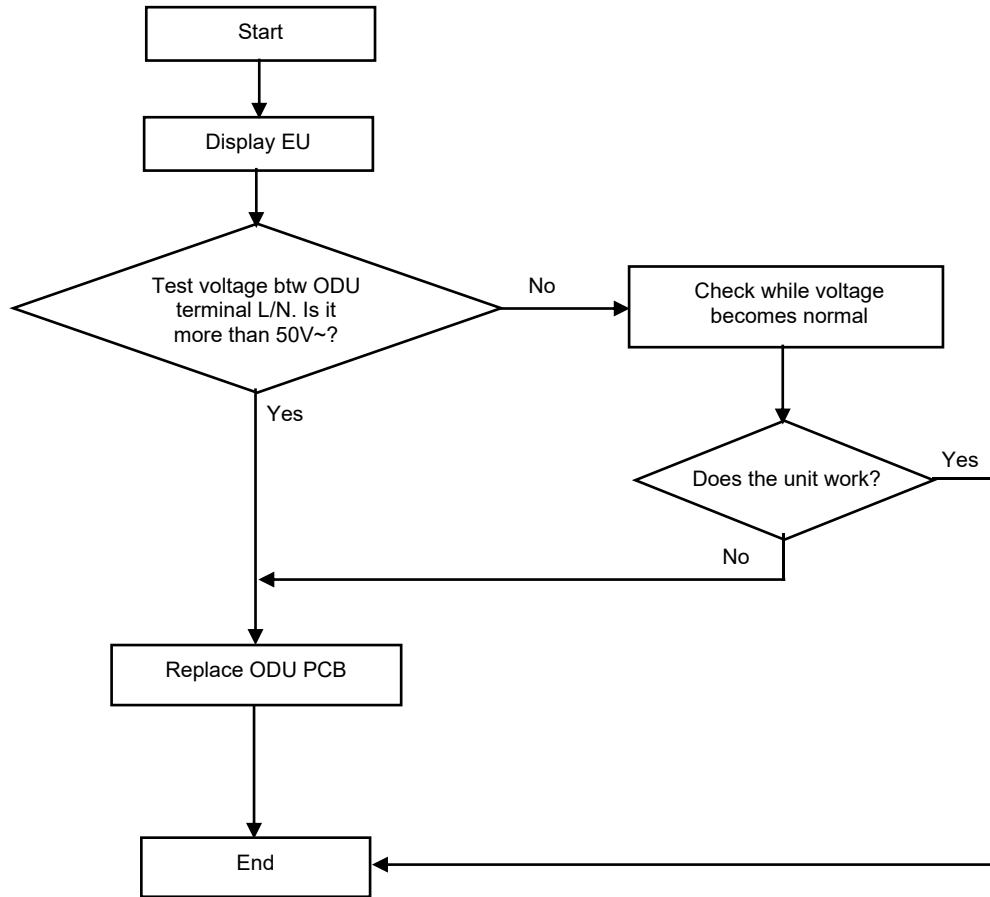 Start
Display EU
Test voltage btw ODU
terminal L/N. Is it
more than 50V~?
No
Check while voltage
becomes normal
Yes
Does the unit work?
Yes
No
Replace ODU PCB
End